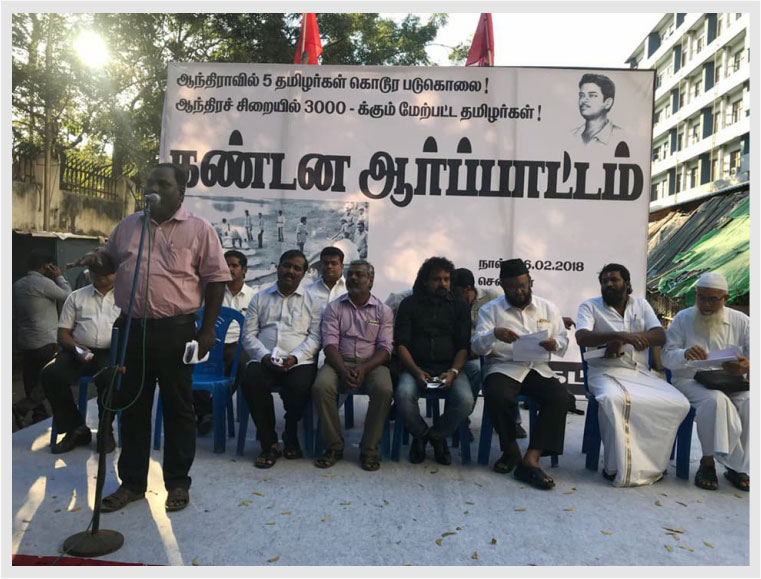 ஆந்திராவில் 5 தமிழர்கள் கொடூர படுகொலை!
ஆந்திரச் சிறையில் 3000 - க்கும் மேற்பட்ட தமிழர்கள்!
கண்டன ஆர்ப்பாட்டம்
6.02.2018